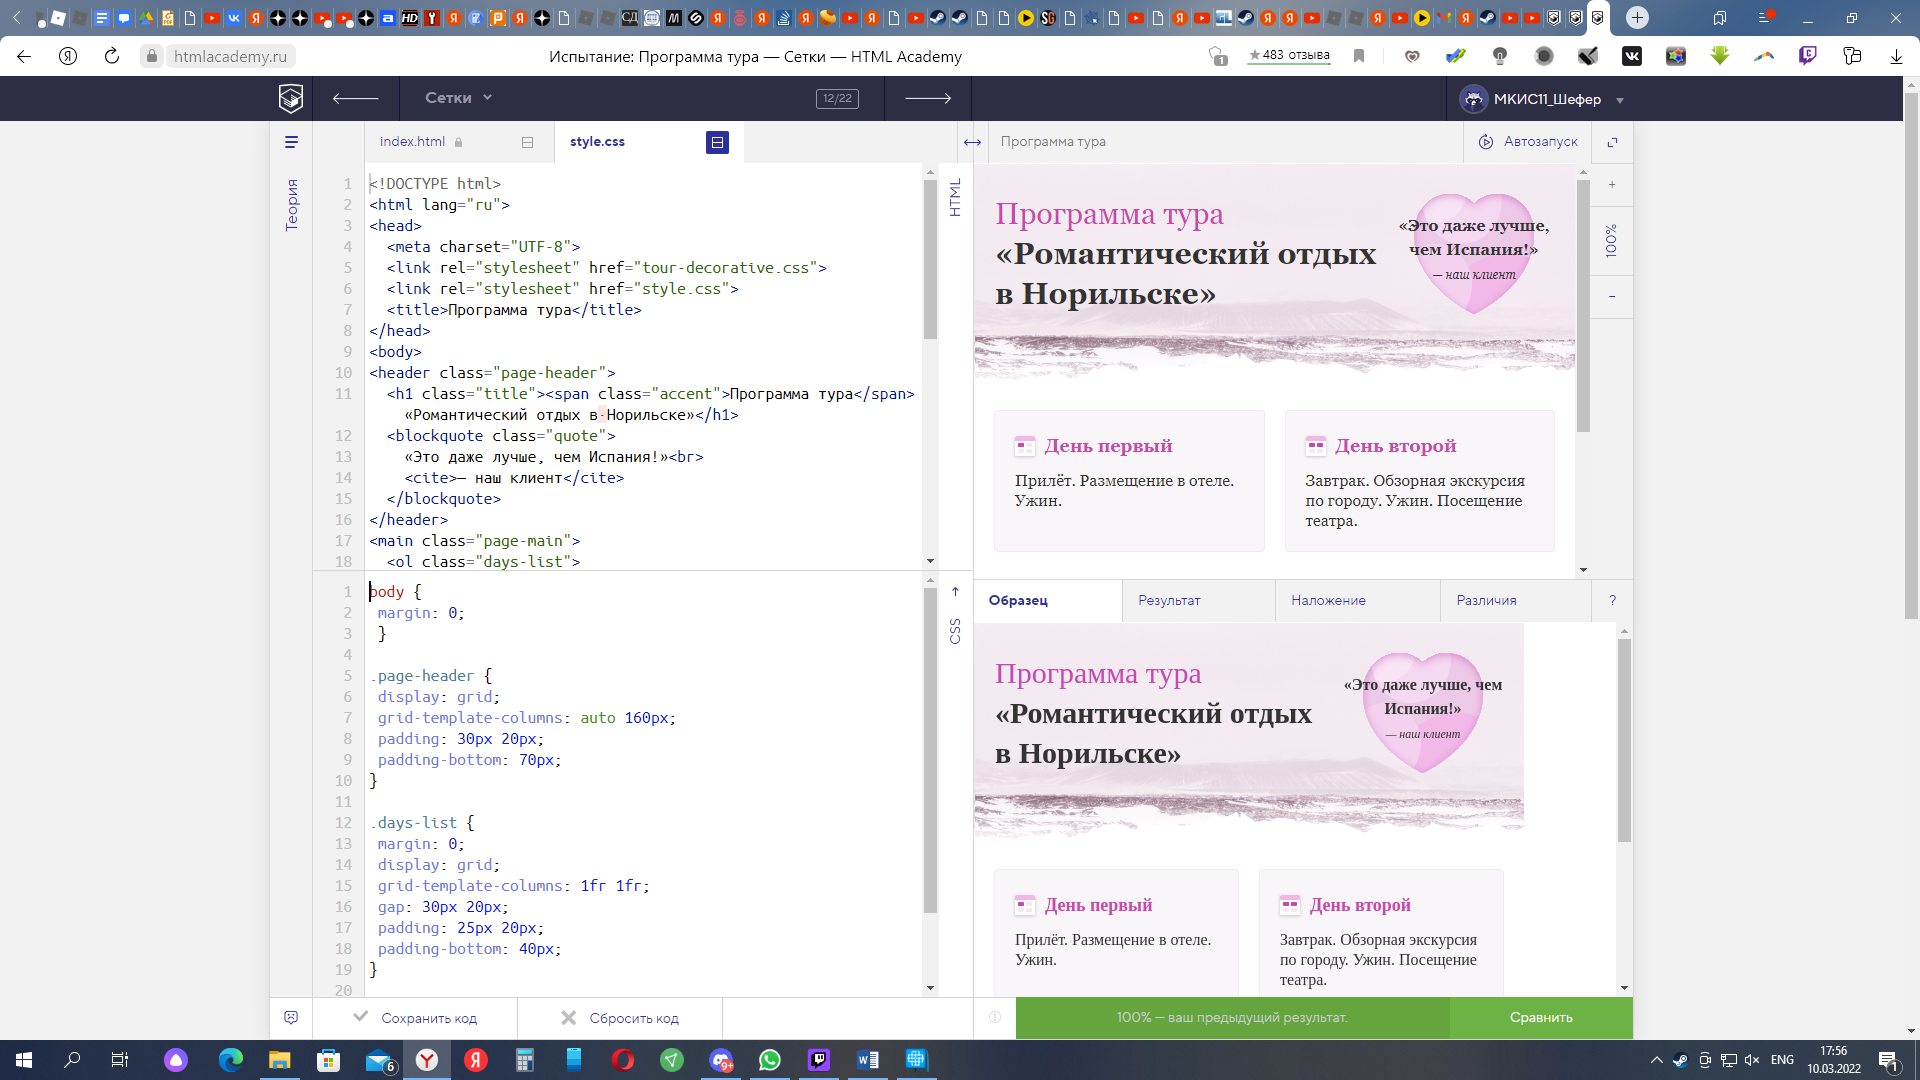 htmlacademy.ru
Испытание: Программа тура — Сетки — HTML Academy
★ 483 отзыва
Сетки
12/22
МКИС11_Шефер
index.html
style.css
Программа тура
Автозапуск
Теория
1 <!DOCTYPE html>
2 <html lang="ru">
3 <head>
4 <meta charset="UTF-8">
5 <link rel="stylesheet" href="tour-decorative.css">
6 <link rel="stylesheet" href="style.css">
7 <title>Программа тура</title>
8 </head>
9 <body>
10 <header class="page-header">
11 <h1 class="title"><span class="accent">Программа тура</span>
«Романтический отдых в Норильске»</h1>
12 <blockquote class="quote">
13 «Это даже лучше, чем Испания!»<br>
14 <cite>— наш клиент</cite>
15 </blockquote>
16 </header>
17 <main class="page-main">
18 <ol class="days-list">
HTML
1 body {
2 margin: 0;
3 }
4
5 .page-header {
6 display: grid;
7 grid-template-columns: auto 160px;
8 padding: 30px 20px;
9 padding-bottom: 70px;
10 }
11
12 .days-list {
13 margin: 0;
14 display: grid;
15 grid-template-columns: 1fr 1fr;
16 gap: 30px 20px;
17 padding: 25px 20px;
18 padding-bottom: 40px;
19 }
20
CSS
Программа тура
«Романтический отдых
в Норильске»
«Это даже лучше,
чем Испания!»
— наш клиент
День первый
Прилёт. Размещение в отеле.
Ужин.
День второй
Завтрак. Обзорная экскурсия
по городу. Ужин. Посещение
театра.
+
100%
−
Образец
Результат
Наложение
Различия
?
Программа тура
«Романтический отдых
в Норильске»
«Это даже лучше, чем
Испания!»
— наш клиент
День первый
Прилёт. Размещение в отеле.
Ужин.
День второй
Завтрак. Обзорная экскурсия
по городу. Ужин. Посещение
театра.
Сохранить код
Сбросить код
100% — ваш предыдущий результат.
Сравнить
ENG
17:56
10.03.2022